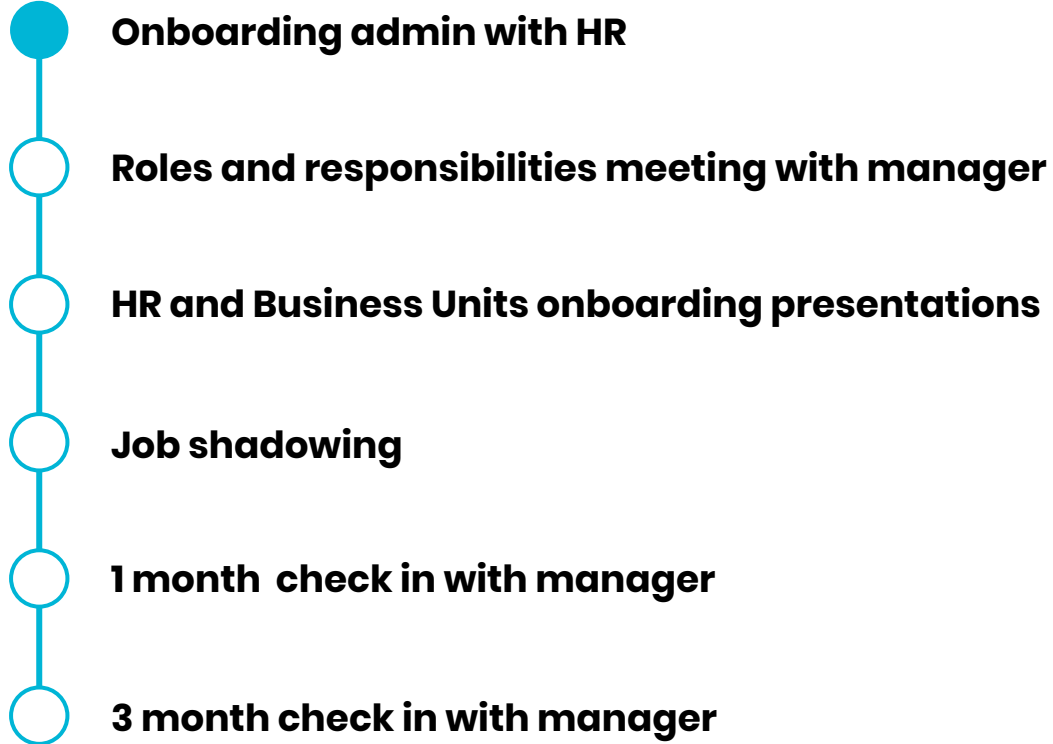 Onboarding admin with HR
Roles and responsibilities meeting with manager
HR and Business Units onboarding presentations
Job shadowing
1 month  check in with manager
3 month check in with manager